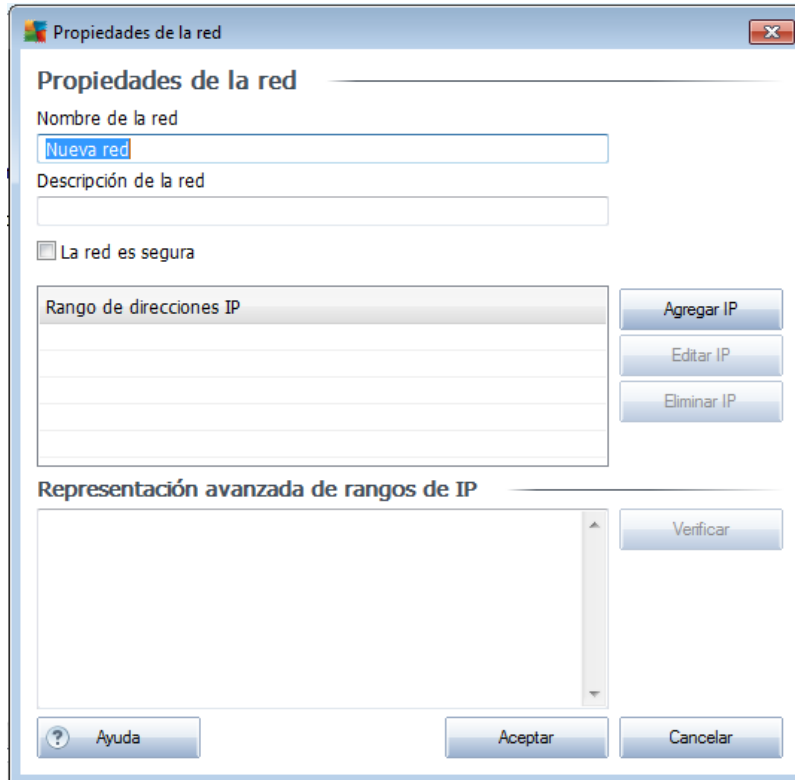 Propiedades de la red
Propiedades de la red
Nombre de la red
Nueva red
Descripción de la red
La red es segura
Rango de direcciones IP
Agregar IP
Editar IP
Eliminar IP
Representación avanzada de rangos de IP
Verificar
? Ayuda
Aceptar
Cancelar